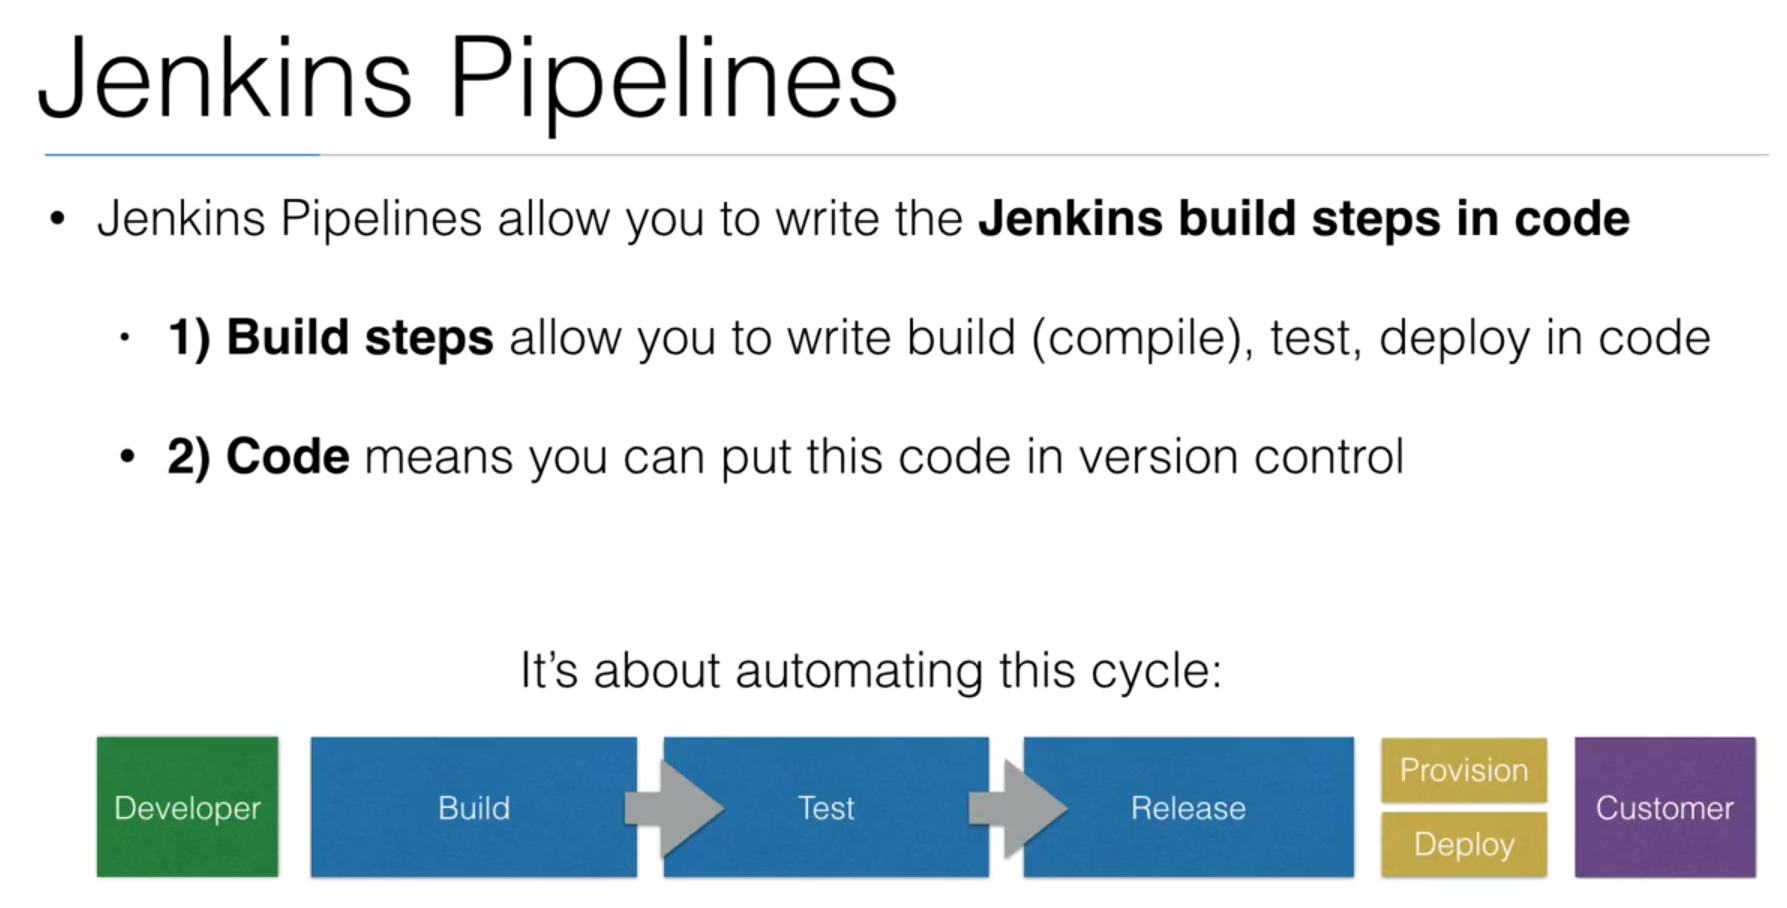 Jenkins Pipelines
• Jenkins Pipelines allow you to write the Jenkins build steps in code
• 1) Build steps allow you to write build (compile), test, deploy in code
• 2) Code means you can put this code in version control
It’s about automating this cycle:
Developer
Build
Test
Release
Provision
Deploy
Customer